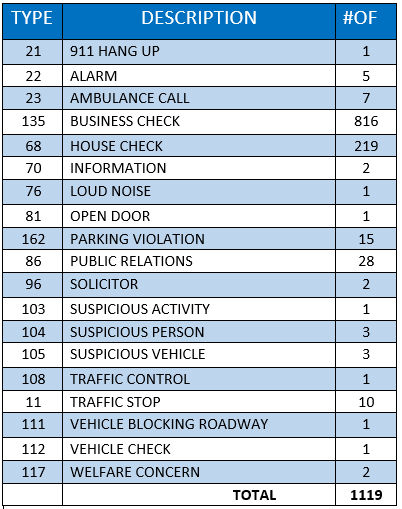 TYPE DESCRIPTION #OF
21 911 HANG UP 1
22 ALARM 5
23 AMBULANCE CALL 7
135 BUSINESS CHECK 816
68 HOUSE CHECK 219
70 INFORMATION 2
76 LOUD NOISE 1
81 OPEN DOOR 1
162 PARKING VIOLATION 15
86 PUBLIC RELATIONS 28
96 SOLICITOR 2
103 SUSPICIOUS ACTIVITY 1
104 SUSPICIOUS PERSON 3
105 SUSPICIOUS VEHICLE 3
108 TRAFFIC CONTROL 1
11 TRAFFIC STOP 10
111 VEHICLE BLOCKING ROADWAY 1
112 VEHICLE CHECK 1
117 WELFARE CONCERN 2
TOTAL 1119